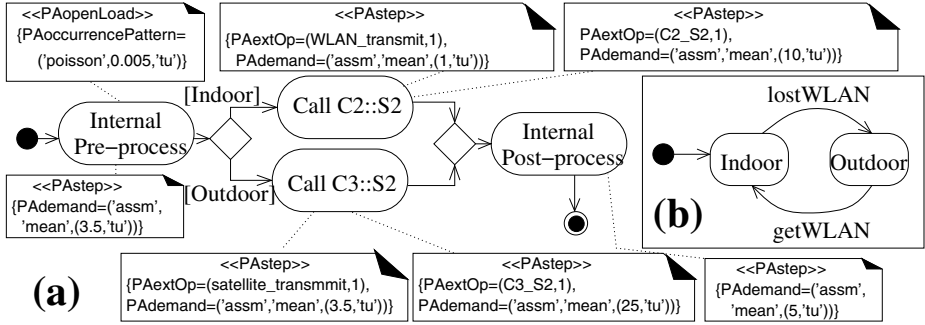 <<PAopenLoad>>
{PAoccurrencePattern=
('poisson',0.005,'tu')}
<<PAstep>>
{PAextOp=(WLAN_transmit,1),
PAdemand=('assm','mean',(1,'tu'))}
<<PAstep>>
PAextOp=(C2_S2,1),
PAdemand=('assm','mean',(10,'tu'))}
[Indoor]
Call C2::S2
Internal
Pre−process
Internal
Post−process
[Outdoor]
Call C3::S2
<<PAstep>>
{PAdemand=('assm',
'mean',(3.5,'tu'))}
lostWLAN
Indoor
Outdoor
getWLAN
(b)
(a)
<<PAstep>>
{PAextOp=(satellite_transmmit,1),
PAdemand=('assm','mean',(3.5,'tu'))}
<<PAstep>>
{PAextOp=(C3_S2,1),
PAdemand=('assm','mean',(25,'tu'))}
<<PAstep>>
{PAdemand=('assm',
'mean',(5,'tu'))}